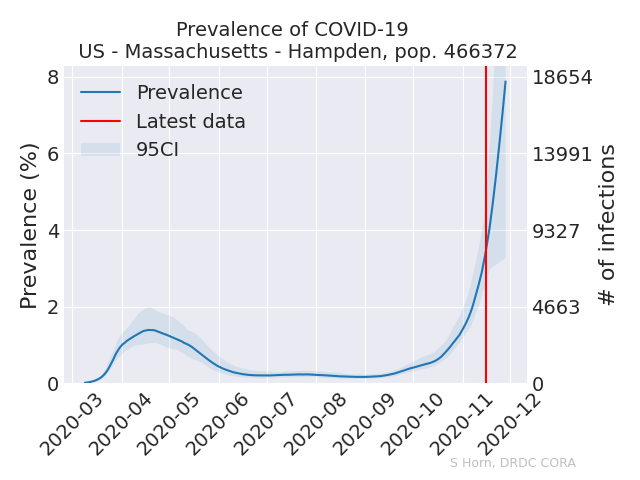 Prevalence of COVID-19
US - Massachusetts - Hampden, pop. 466372
Prevalence
Latest data
95CI
Prevalence (%)
8
6
4
2
0
18654
13991
9327
4663
0
# of infections
2020-03
2020-04
2020-05
2020-06
2020-07
2020-08
2020-09
2020-10
2020-11
2020-12
S Horn, DRDC CORA